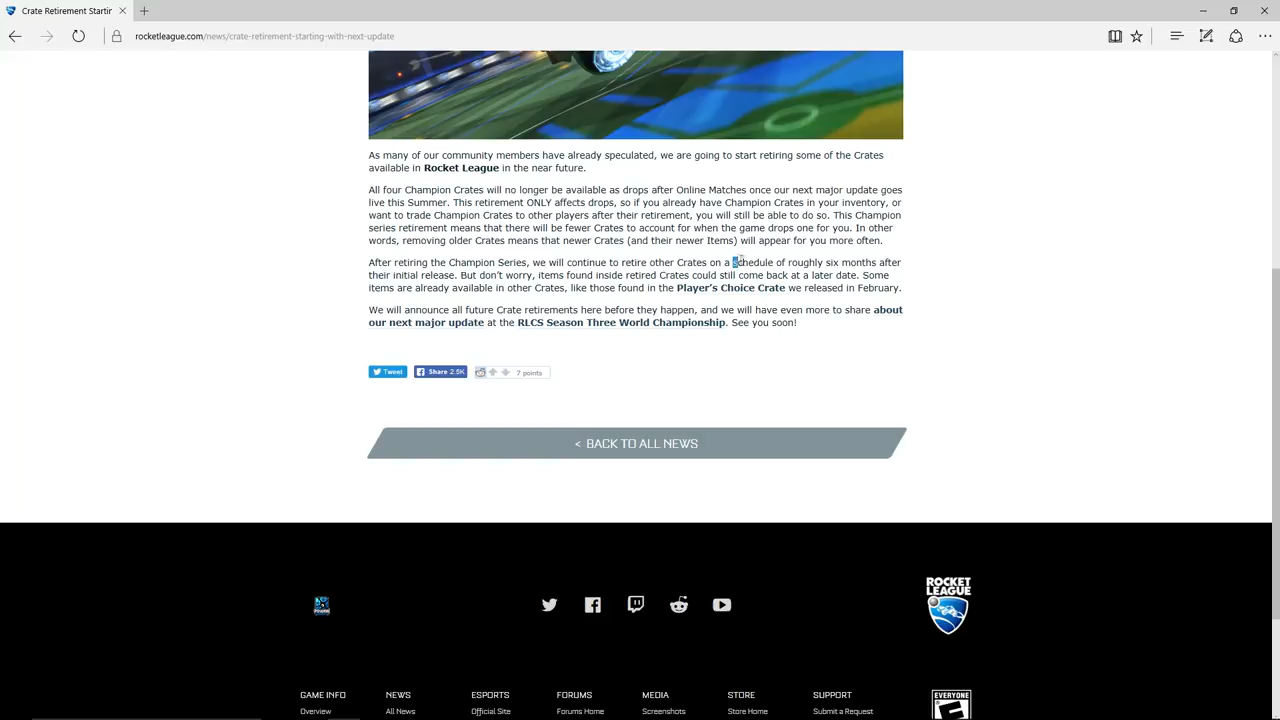 Crate Retirement Startir
rocketleague.com/news/crate-retirement-starting-with-next-update
As many of our community members have already speculated, we are going to start retiring some of the Crates
available in Rocket League in the near future.
All four Champion Crates will no longer be available as drops after Online Matches once our next major update goes
live this Summer. This retirement ONLY affects drops, so if you already have Champion Crates in your inventory, or
want to trade Champion Crates to other players after their retirement, you will still be able to do so. This Champion
series retirement means that there will be fewer Crates to account for when the game drops one for you. In other
words, removing older Crates means that newer Crates (and their newer Items) will appear for you more often.
After retiring the Champion Series, we will continue to retire other Crates on a schedule of roughly six months after
their initial release. But don't worry, items found inside retired Crates could still come back at a later date. Some
items are already available in other Crates, like those found in the Player's Choice Crate we released in February.
We will announce all future Crate retirements here before they happen, and we will have even more to share about
our next major update at the RLCS Season Three World Championship. See you soon!
Tweet Share 2.5K 7 points
< BACK TO ALL NEWS
ROCKET
LEAGUE
GAME INFO NEWS ESPORTS FORUMS MEDIA STORE SUPPORT EVERYONE
Overview All News Official Site Forums Home Screenshots Store Home Submit a Request